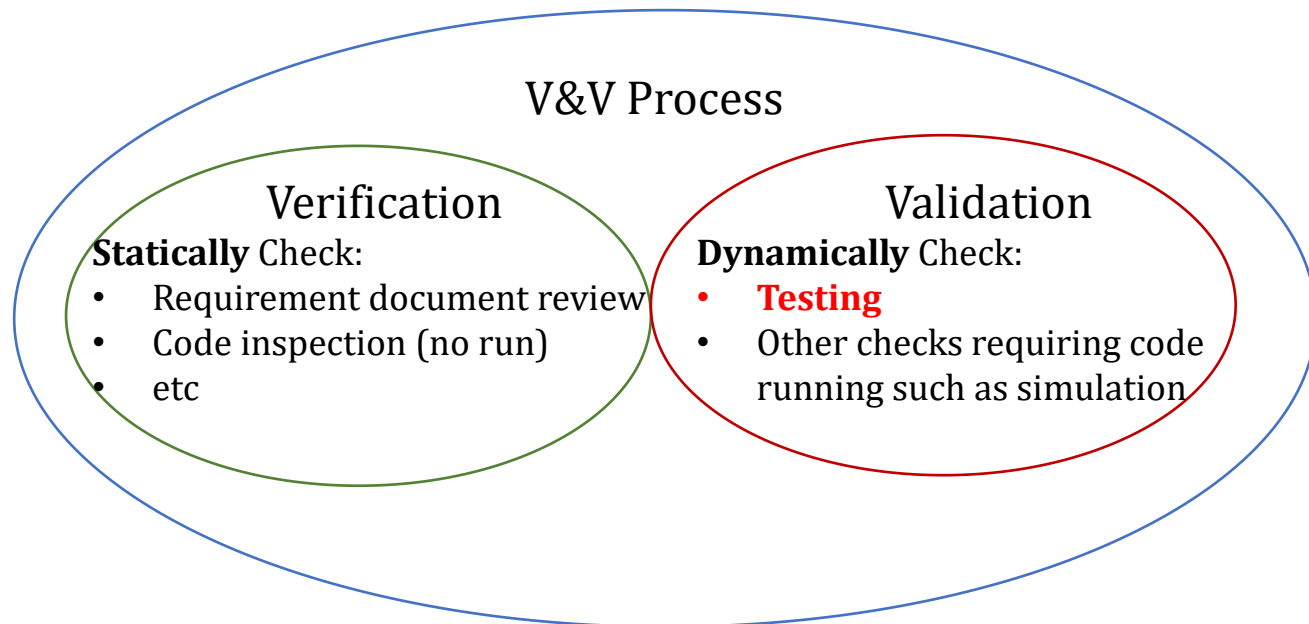 V&V Process
Verification
Statically Check:
• Requirement document review
• Code inspection (no run)
• etc
Validation
Dynamically Check:
• Testing
• Other checks requiring code
running such as simulation